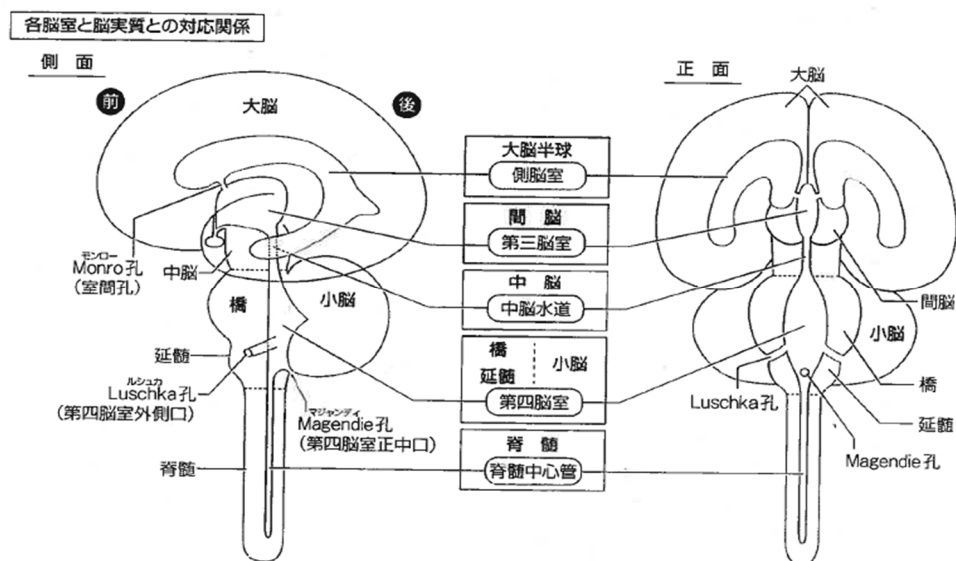 各脳室と脳実質との対応関係
側面
前
後
大脳
モンロー
Monro孔
(室間孔)
中脳
橋
小脳
延髄
ルシュカ
Luschka孔
(第四脳室外側口)
マジャンディ
Magendie孔
(第四脳室正中口)
脊髄
大脳半球
側脳室
間脳
第三脳室
中脳
中脳水道
橋
延髄
小脳
第四脳室
脊髄
脊髄中心管
正面
大脳
間脳
小脳
橋
Luschka孔
延髄
Magendie孔